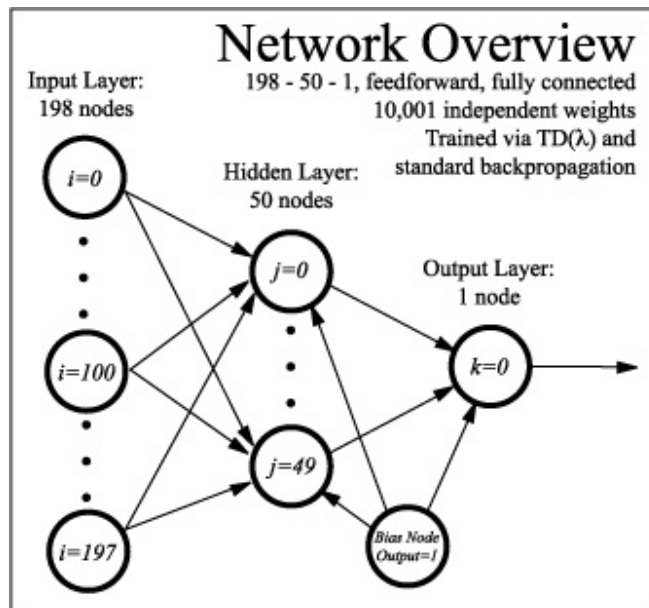 Network Overview
198 - 50 - 1, feedforward, fully connected
10,001 independent weights
Trained via TD(λ) and
standard backpropagation
Input Layer:
198 nodes
i=0
i=100
i=197
Hidden Layer:
50 nodes
j=0
j=49
Output Layer:
1 node
k=0
Bias Node
Output=1